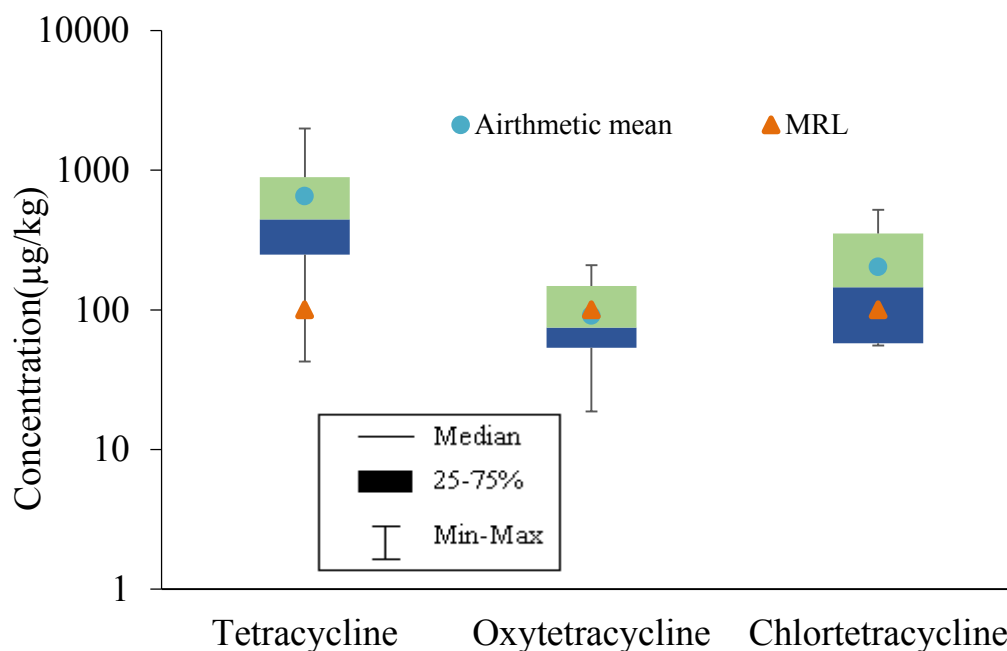 10000
1000
100
10
1
Concentration(µg/kg)
Airthmetic mean
MRL
Median
25-75%
Min-Max
Tetracycline
Oxytetracycline
Chlortetracycline